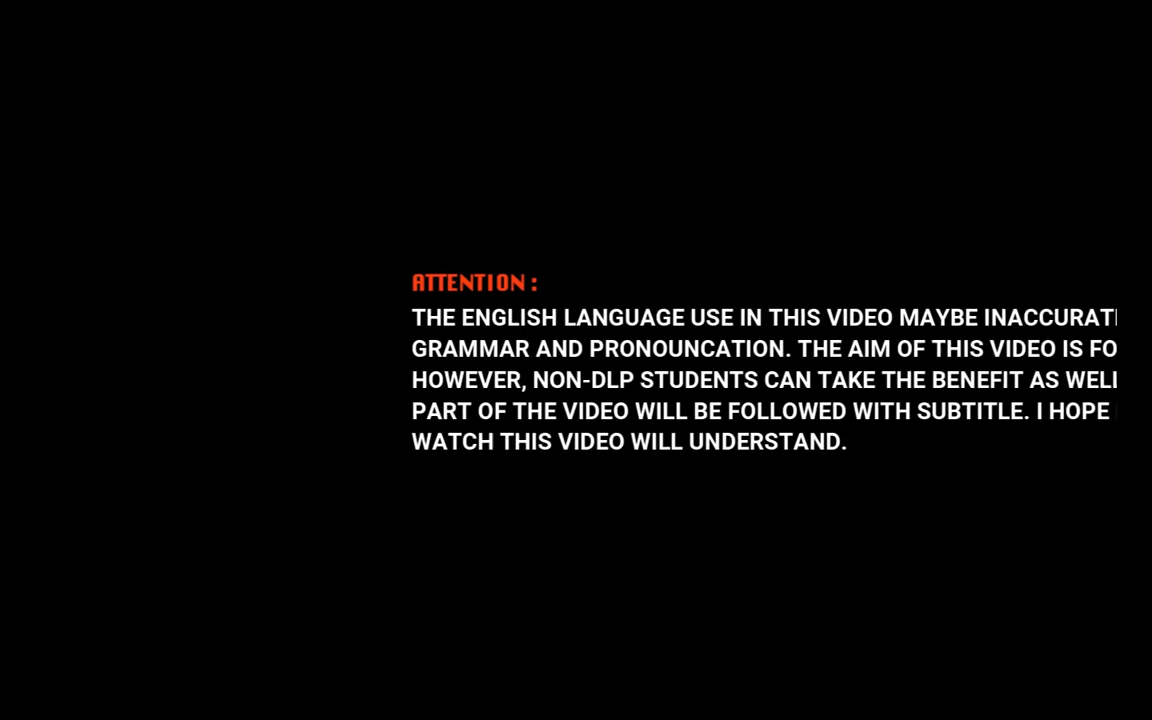 ATTENTION :
THE ENGLISH LANGUAGE USE IN THIS VIDEO MAYBE
GRAMMAR AND PRONOUNCATION. THE AIM OF THIS VIDEO IS
HOWEVER, NON-DLP STUDENTS CAN TAKE THE BENEFIT AS WELL
PART OF THE VIDEO WILL BE FOLLOWED WITH SUBTITLE. I HOPE
WATCH THIS VIDEO WILL UNDERSTAND.